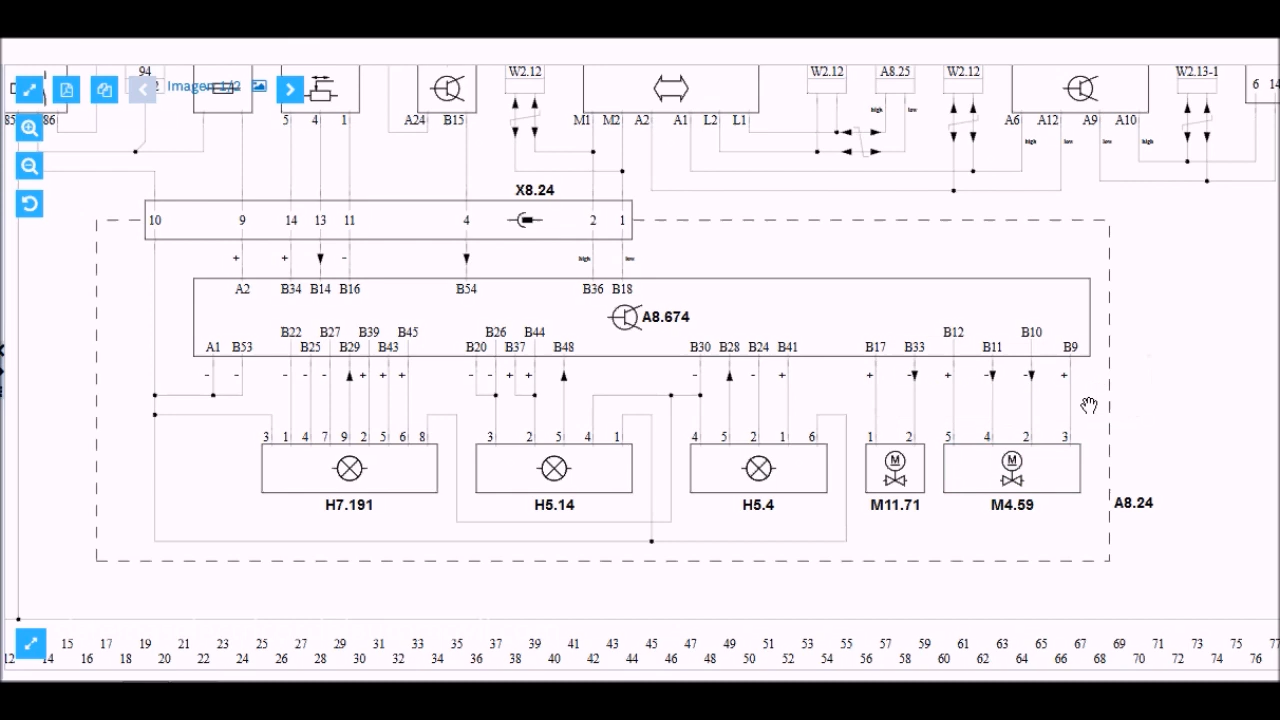 94
W2.12
W2.12 A8.25 W2.12
W2.13-1
Imagen 1/2
6 14
85 86
5 4 1
A24 B15
M1 M2 A2 A1 L2 L1
high low
A6 A12 A9 A10
high low low high
X8.24
10 9 14 13 11 4 2 1
+ + - high low
A2 B34 B14 B16 B54 B36 B18
A8.674
B22 B27 B39 B45 B26 B44 B12 B10
A1 B53 B25 B29 B43 B20 B37 B48 B30 B28 B24 B41 B17 B33 B11 B9
- - - - - + + + - - + + - - + + - + - - +
3 1 4 7 9 2 5 6 8 3 2 5 4 1 4 5 2 1 6 1 2 5 4 2 3
M M
H7.191 H5.14 H5.4 M11.71 M4.59 A8.24
15 17 19 21 23 25 27 29 31 33 35 37 39 41 43 45 47 49 51 53 55 57 59 61 63 65 67 69 71 73 75 77
12 14 16 18 20 22 24 26 28 30 32 34 36 38 40 42 44 46 48 50 52 54 56 58 60 62 64 66 68 70 72 74 76